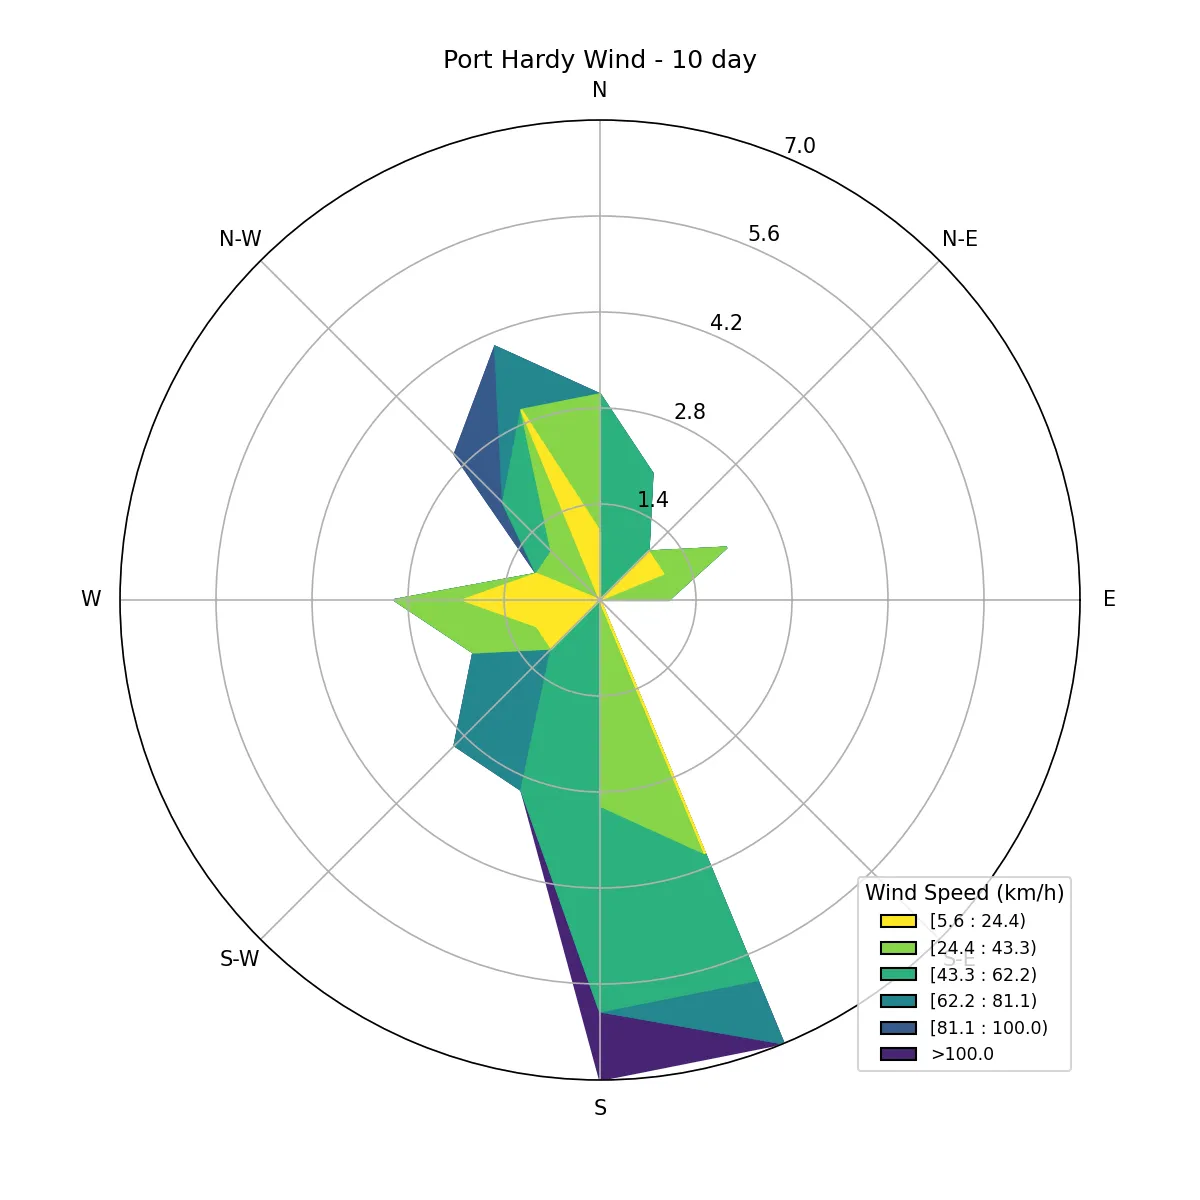 Port Hardy Wind - 10 day
N
7.0
N-W
N-E
5.6
4.2
2.8
1.4
W
E
S-W
S-E
S
Wind Speed (km/h)
[5.6 : 24.4)
[24.4 : 43.3)
[43.3 : 62.2)
[62.2 : 81.1)
[81.1 : 100.0)
>100.0